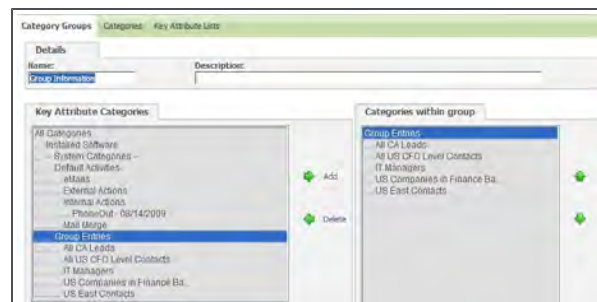 Category Groups Categories Key Attribute Lists
Details
Name: Description:
Group Information
Key Attribute Categories
All Categories
Installed Software
System Categories --
Default Activities
eMails
External Actions
Internal Actions
PhoneOut - 08/14/2009
Mail Merge
Group Entries
All CA Leads
All US CFO Level Contacts
IT Managers
US Companies in Finance Ba..
US East Contacts
Add
Delete
Categories within group
Group Entries
All CA Leads
All US CFO Level Contacts
IT Managers
US Companies in Finance Ba..
US East Contacts